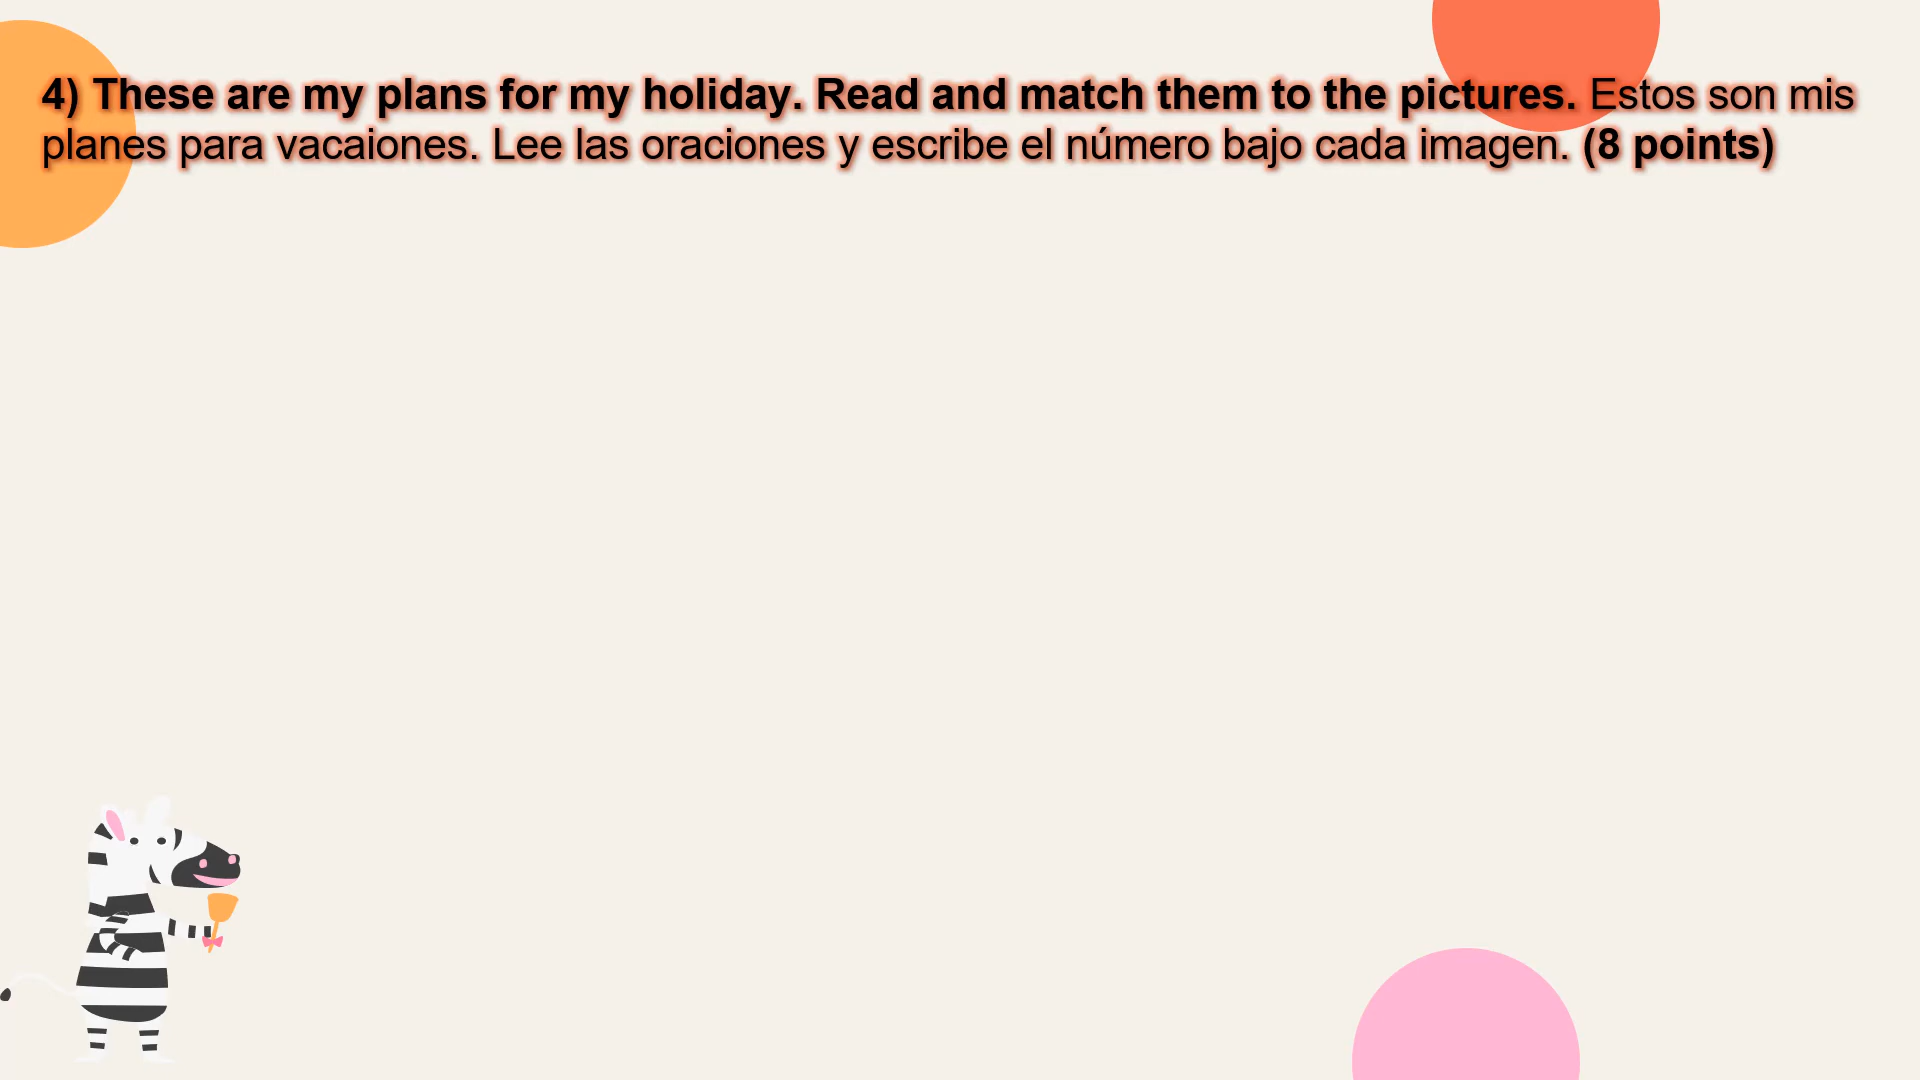 4) These are my plans for my holiday. Read and match them to the pictures. Estos son mis
planes para vacaiones. Lee las oraciones y escribe el número bajo cada imagen. (8 points)